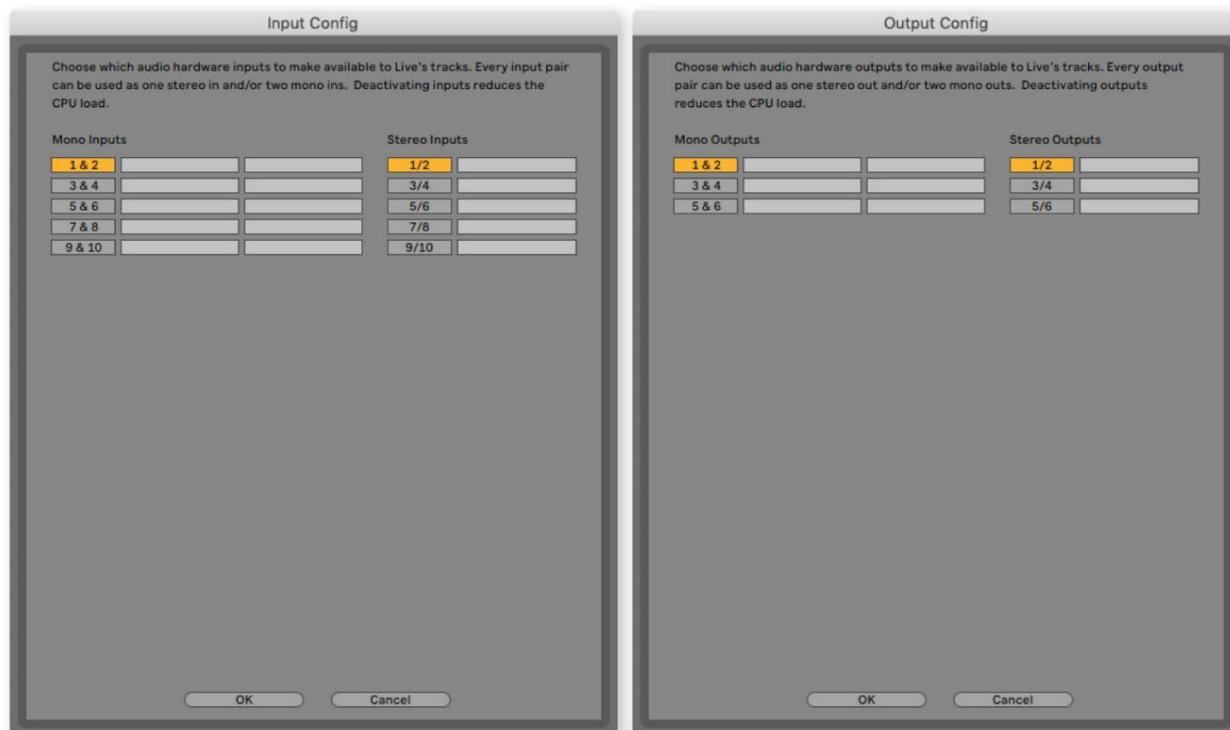 Input Config
Choose which audio hardware inputs to make available to Live's tracks. Every input pair
can be used as one stereo in and/or two mono ins. Deactivating inputs reduces the
CPU load.
Mono Inputs
Stereo Inputs
1 & 2
1/2
3 & 4
3/4
5 & 6
5/6
7 & 8
7/8
9 & 10
9/10
OK
Cancel
Output Config
Choose which audio hardware outputs to make available to Live's tracks. Every output
pair can be used as one stereo out and/or two mono outs. Deactivating outputs
reduces the CPU load.
Mono Outputs
Stereo Outputs
1 & 2
1/2
3 & 4
3/4
5 & 6
5/6
OK
Cancel